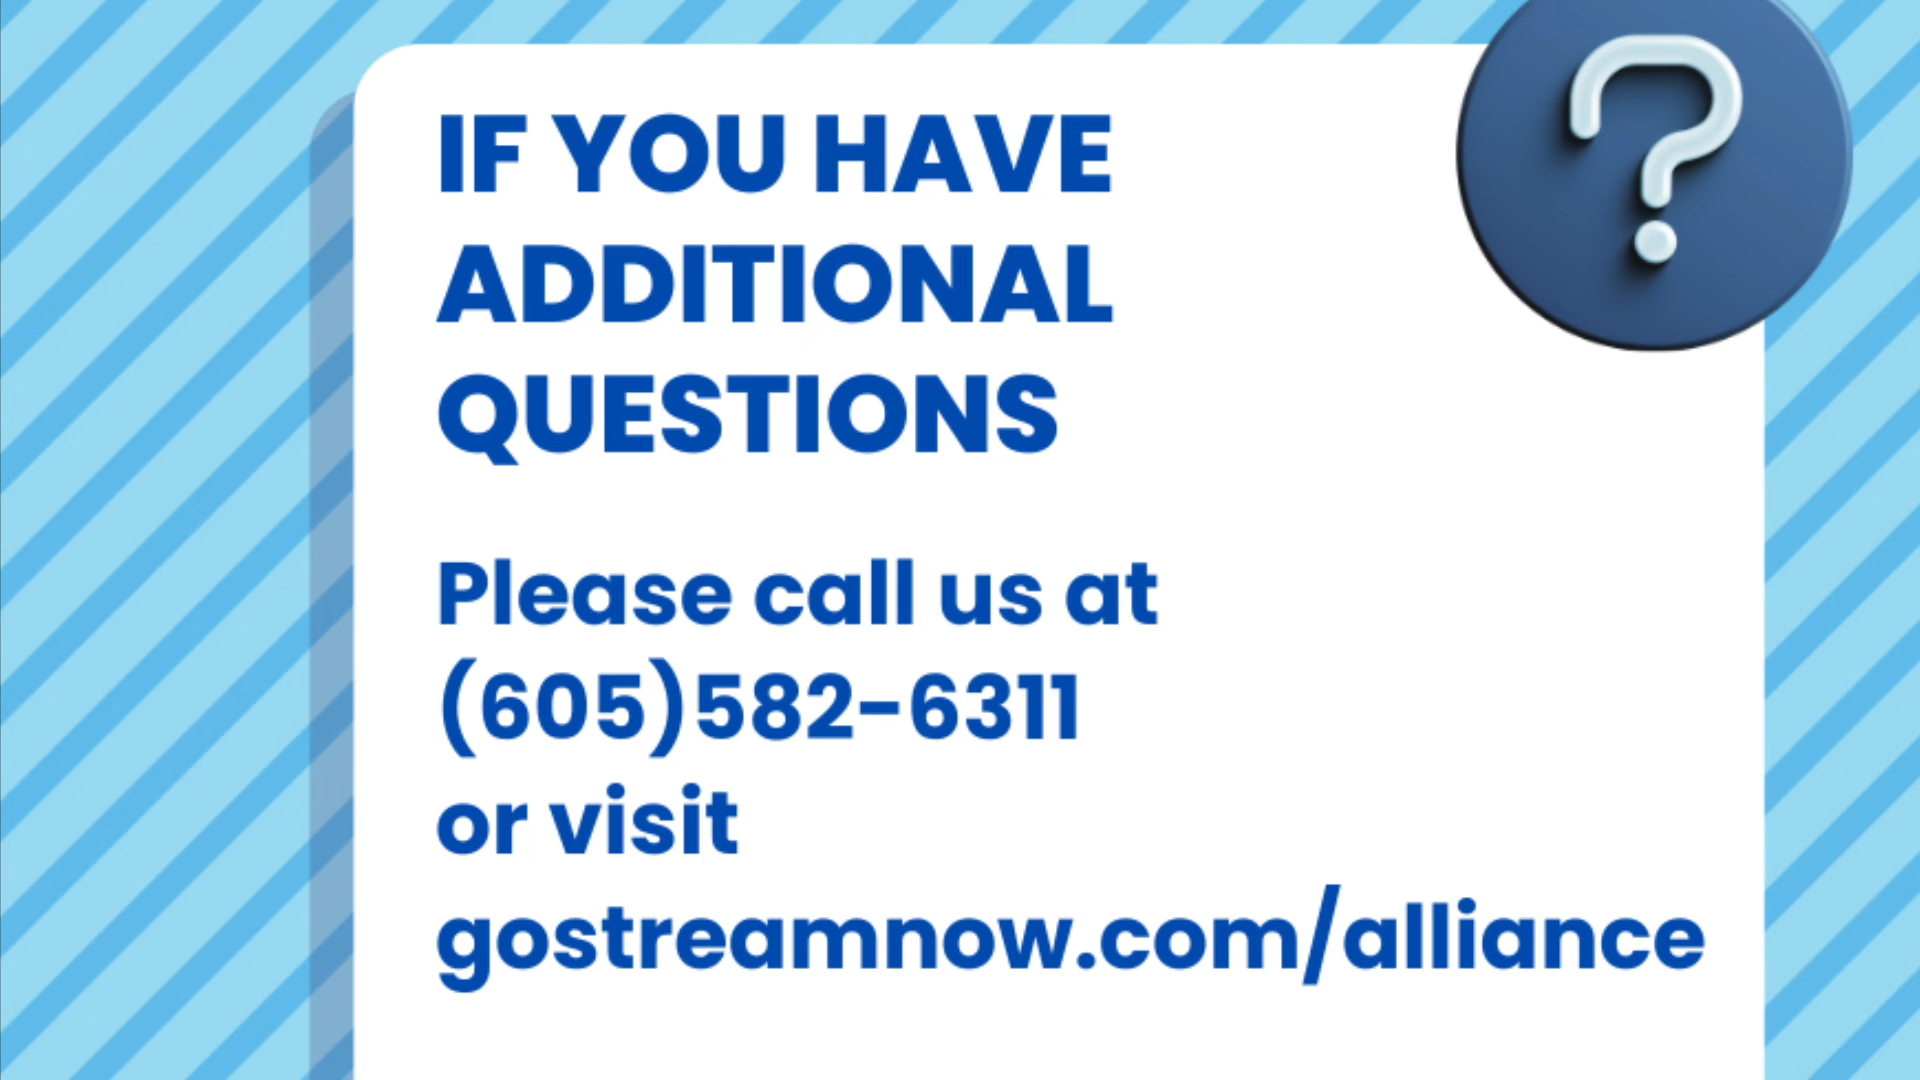 IF YOU HAVE
ADDITIONAL
QUESTIONS
Please call us at
(605)582-6311
or visit
gostreamnow.com/alliance
?